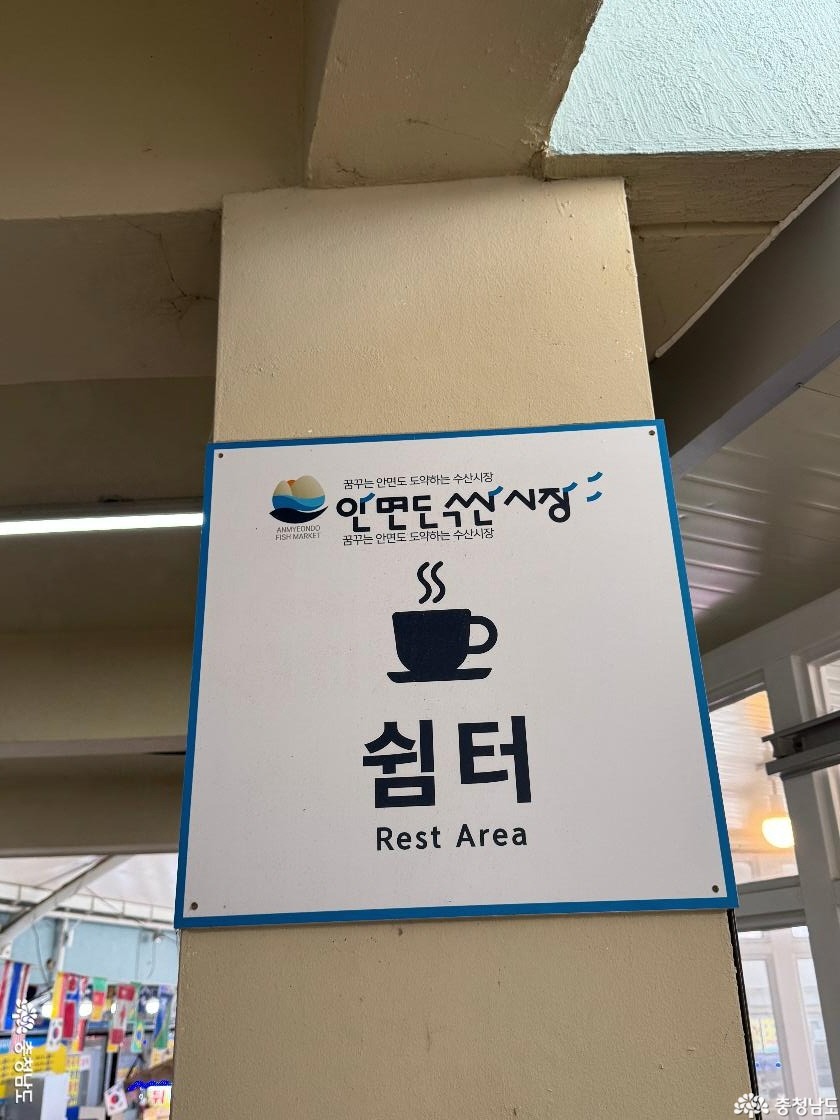 꿈꾸는 안면도 도약하는 수산시장
안면도 수산시장
꿈꾸는 안면도 도약하는 수산시장
ANMYEONDO
FISH MARKET
쉼터
Rest Area
충청남도
충청남도